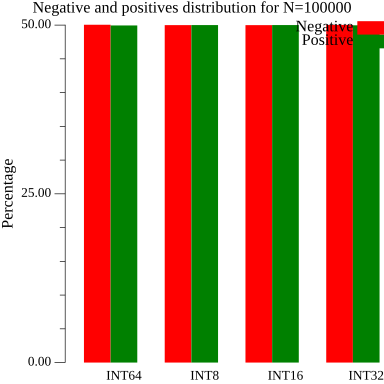 Negative and positives distribution for N=100000
Negative
Positive
50.00
25.00
0.00
Percentage
INT64 INT8 INT16 INT32